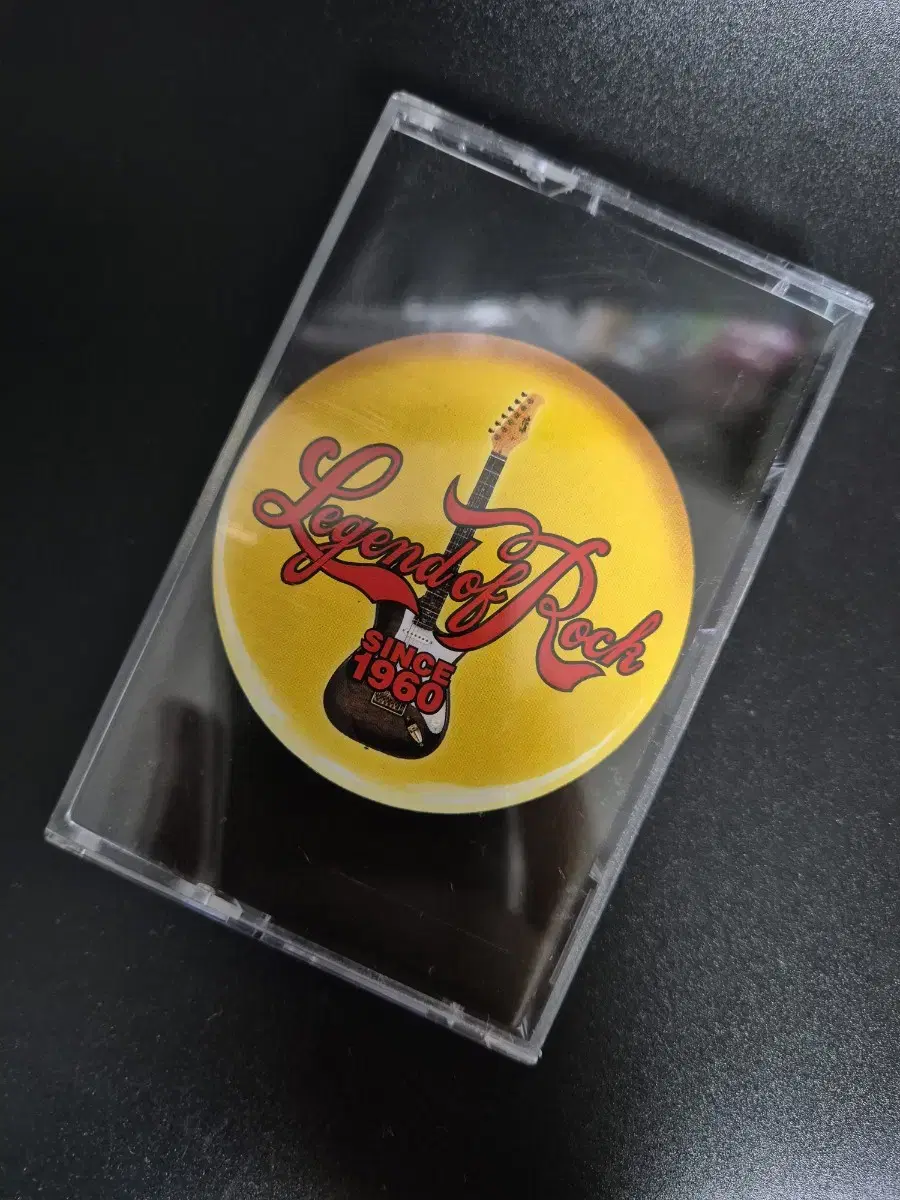 Legend of Rock
SINCE
1960